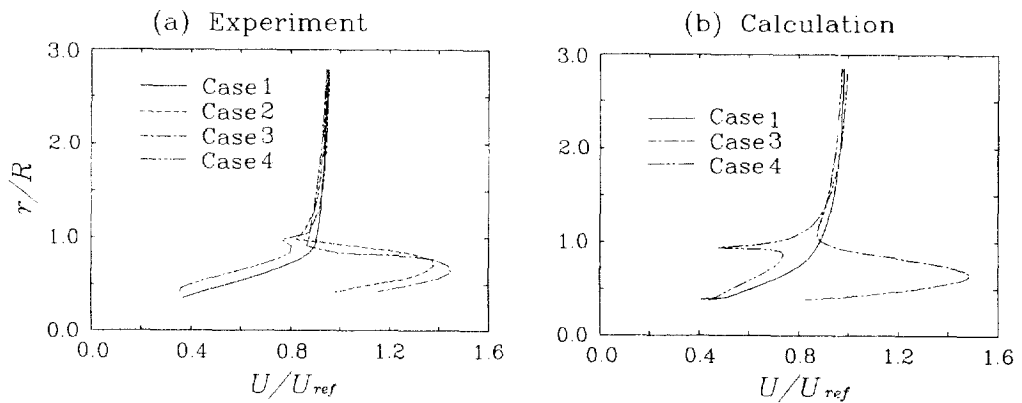 (a) Experiment
3.0
2.0
1.0
0.0
r/R
Case 1
Case 2
Case 3
Case 4
0.0 0.4 0.8 1.2 1.6
U/U ref
(b) Calculation
3.0
2.0
1.0
0.0
Case 1
Case 3
Case 4
0.0 0.4 0.8 1.2 1.6
U/U ref